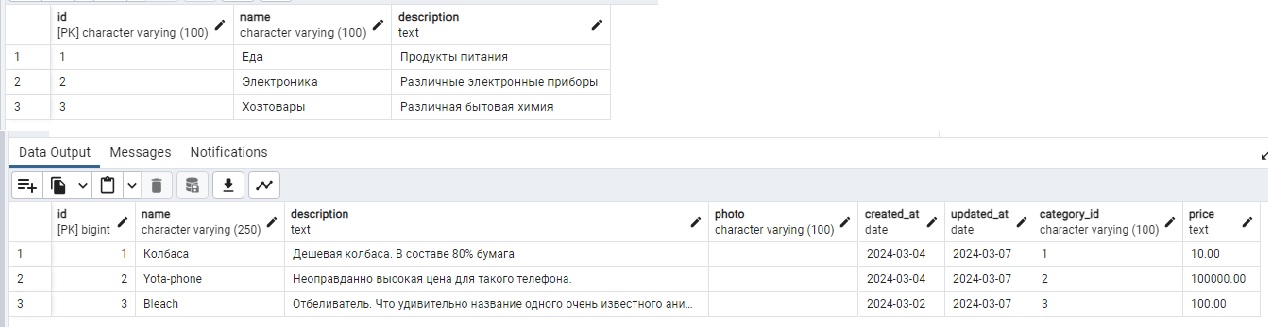 id name description
[PK] character varying (100) character varying (100) text
1 1 Еда Продукты питания
2 2 Электроника Различные электронные приборы
3 3 Хозтовары Различная бытовая химия
Data Output Messages Notifications
id name description photo created_at updated_at category_id price
[PK] bigint character varying (250) text character varying (100) date date character varying (100) text
1 1 Колбаса Дешевая колбаса. В составе 80% бумага 2024-03-04 2024-03-07 1 10.00
2 2 Yota-phone Неоправданно высокая цена для такого телефона. 2024-03-04 2024-03-07 2 100000.00
3 3 Bleach Отбеливатель. Что удивительно название одного очень известного ани... 2024-03-02 2024-03-07 3 100.00